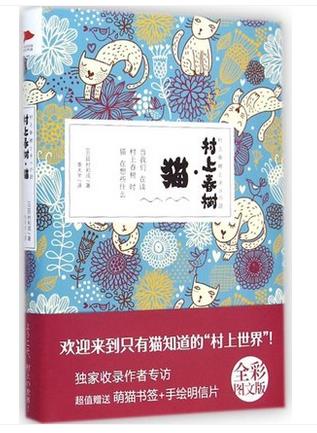 村上春树
·
猫
当我们在读
村上春树时
猫在想些什么
欢迎来到只有猫知道的“村上世界”!
独家收录作者专访
超值赠送 萌猫书签+手绘明信片
全彩
图文版